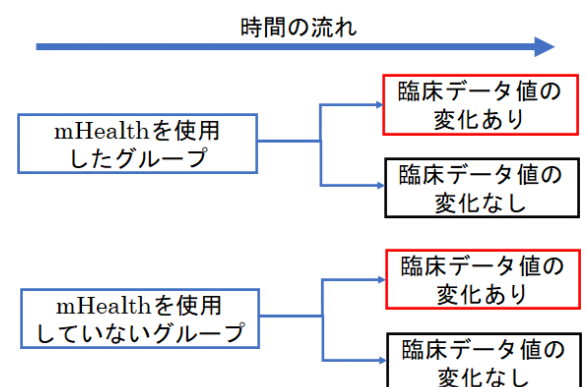 時間の流れ
臨床データ値の
変化あり
mHealthを使用
したグループ
臨床データ値の
変化なし
臨床データ値の
変化あり
mHealthを使用
していないグループ
臨床データ値の
変化なし